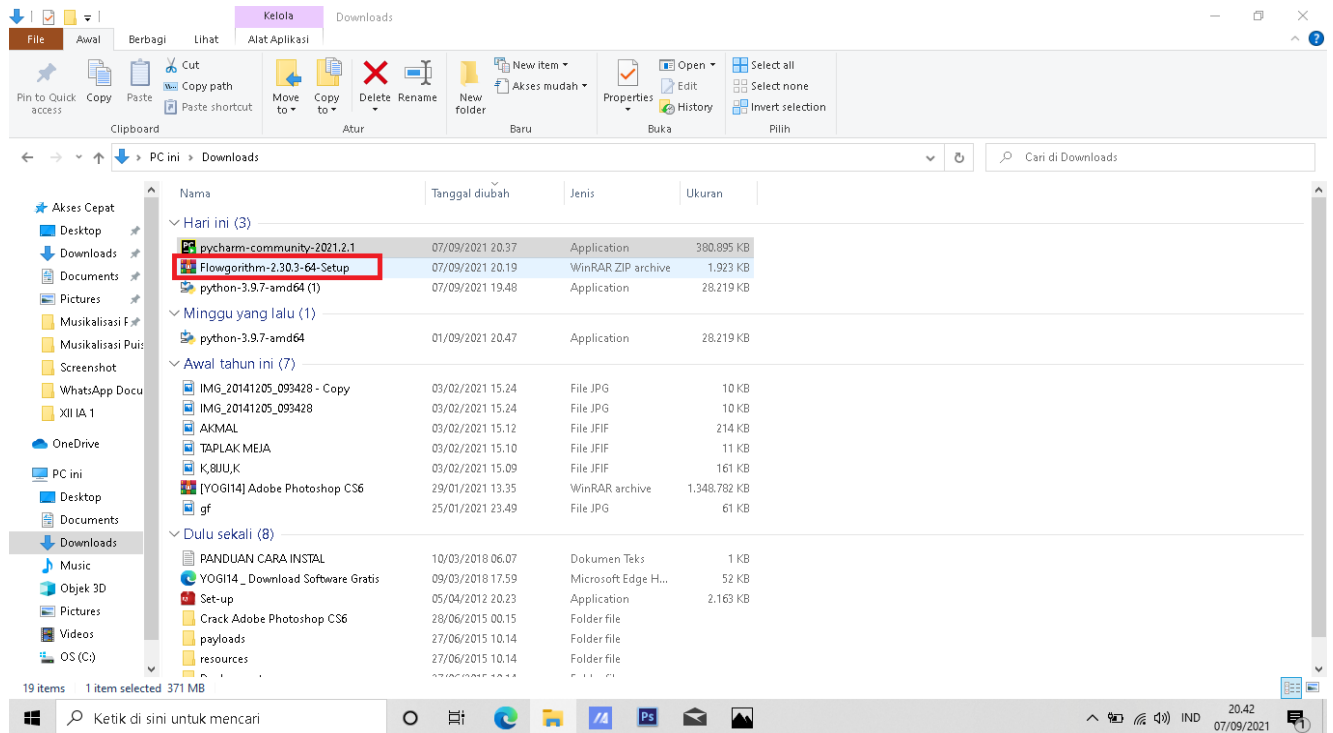 Kelola Downloads
File Awal Berbagi Lihat Alat Aplikasi
Pin to Quick access
Copy
Paste
Cut
Copy path
Paste shortcut
Clipboard
Move to
Copy to
Delete
Rename
Atur
New folder
New item
Akses mudah
Baru
Properties
Open
Edit
History
Buka
Select all
Select none
Invert selection
Pilih
PC ini > Downloads
Cari di Downloads
Akses Cepat
Desktop
Downloads
Documents
Pictures
Musikalisasi F
Musikalisasi Puis
Screenshot
WhatsApp Docu
XII IA 1
OneDrive
PC ini
Desktop
Documents
Downloads
Music
Objek 3D
Pictures
Videos
OS (C:)
Nama Tanggal diubah Jenis Ukuran
Hari ini (3)
PC pycharm-community-2021.2.1 07/09/2021 20.37 Application 380.895 KB
Flowgorithm-2.30.3-64-Setup 07/09/2021 20.19 WinRAR ZIP archive 1.923 KB
python-3.9.7-amd64 (1) 07/09/2021 19.48 Application 28.219 KB
Minggu yang lalu (1)
python-3.9.7-amd64 01/09/2021 20.47 Application 28.219 KB
Awal tahun ini (7)
IMG_20141205_093428 - Copy 03/02/2021 15.24 File JPG 10 KB
IMG_20141205_093428 03/02/2021 15.24 File JPG 10 KB
AKMAL 03/02/2021 15.12 File JFIF 214 KB
TAPLAK MEJA 03/02/2021 15.10 File JFIF 11 KB
K,8IJU,K 03/02/2021 15.09 File JFIF 161 KB
[YOGI14] Adobe Photoshop CS6 29/01/2021 13.35 WinRAR archive 1.348.782 KB
gf 25/01/2021 23.49 File JPG 61 KB
Dulu sekali (8)
PANDUAN CARA INSTAL 10/03/2018 06.07 Dokumen Teks 1 KB
YOGI14 _ Download Software Gratis 09/03/2018 17.59 Microsoft Edge H... 52 KB
Set-up 05/04/2012 20.23 Application 2.163 KB
Crack Adobe Photoshop CS6 28/06/2015 00.15 Folder file
payloads 27/06/2015 10.14 Folder file
resources 27/06/2015 10.14 Folder file
19 items 1 item selected 371 MB
Ketik di sini untuk mencari
Ps
IND
20.42
07/09/2021
1